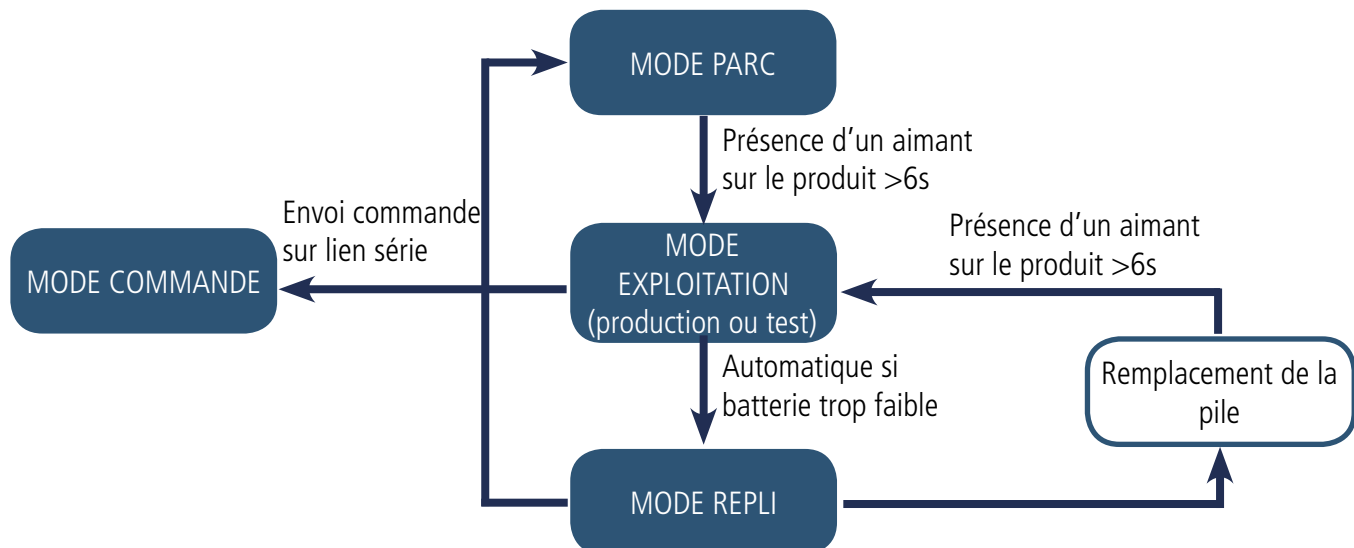 MODE PARC
Présence d'un aimant
sur le produit >6s
Envoi commande
sur lien série
MODE COMMANDE
MODE
EXPLOITATION
(production ou test)
Présence d'un aimant
sur le produit >6s
Automatique si
batterie trop faible
Remplacement de la
pile
MODE REPLI